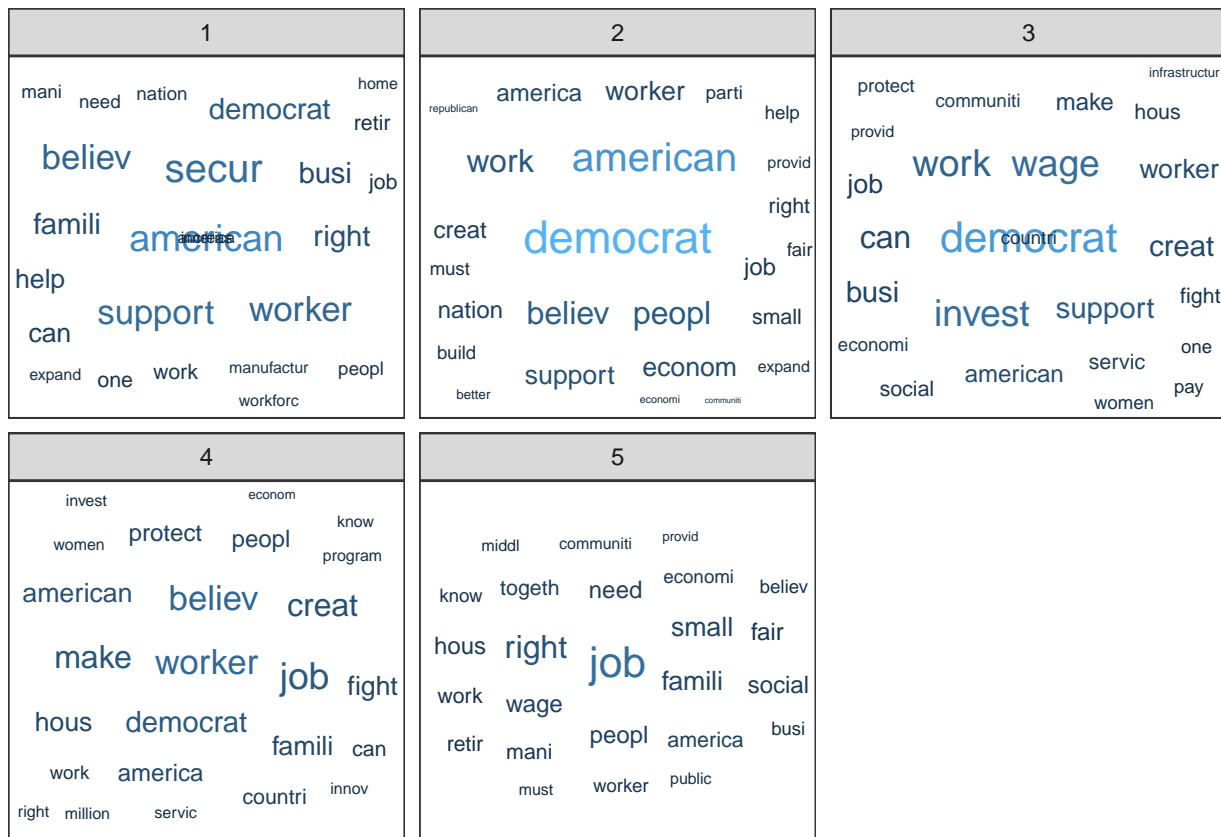 1
home
mani need nation democrat
retir
believ secur busi job
famili american right
help
support worker
can
expand one work manufactur peopl
workforc
2
republican america worker parti
help
work american provid
right
creat democrat fair
must job
nation believ peopl small
build support econom expand
better economi communiti
3
infrastructur
protect communiti make hous
provid
work wage worker
job
can democrat countri creat
busi invest support fight
economi one
social american servic pay
women
4
invest econom
know
women protect peopl program
american believ creat
make worker job fight
hous democrat
famili can
work america
countri innov
right million servic
5
middl communiti provid
know togeth need economi believ
hous right job small fair
work wage famili social
retir mani peopl america busi
must worker public